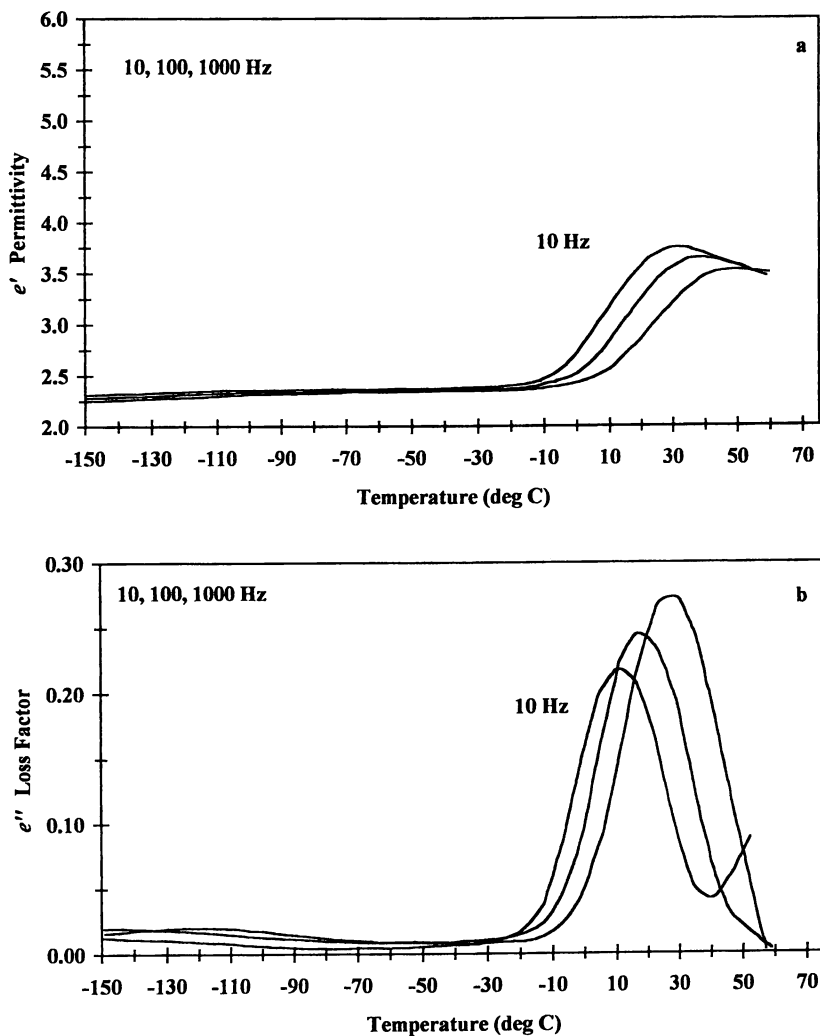 6.0
a
5.5
10, 100, 1000 Hz
5.0
4.5
e' Permittivity
4.0
10 Hz
3.5
3.0
2.5
2.0
-150 -130 -110 -90 -70 -50 -30 -10 10 30 50 70
Temperature (deg C)
0.30
10, 100, 1000 Hz
b
0.20
10 Hz
e'' Loss Factor
0.10
0.00
-150 -130 -110 -90 -70 -50 -30 -10 10 30 50 70
Temperature (deg C)